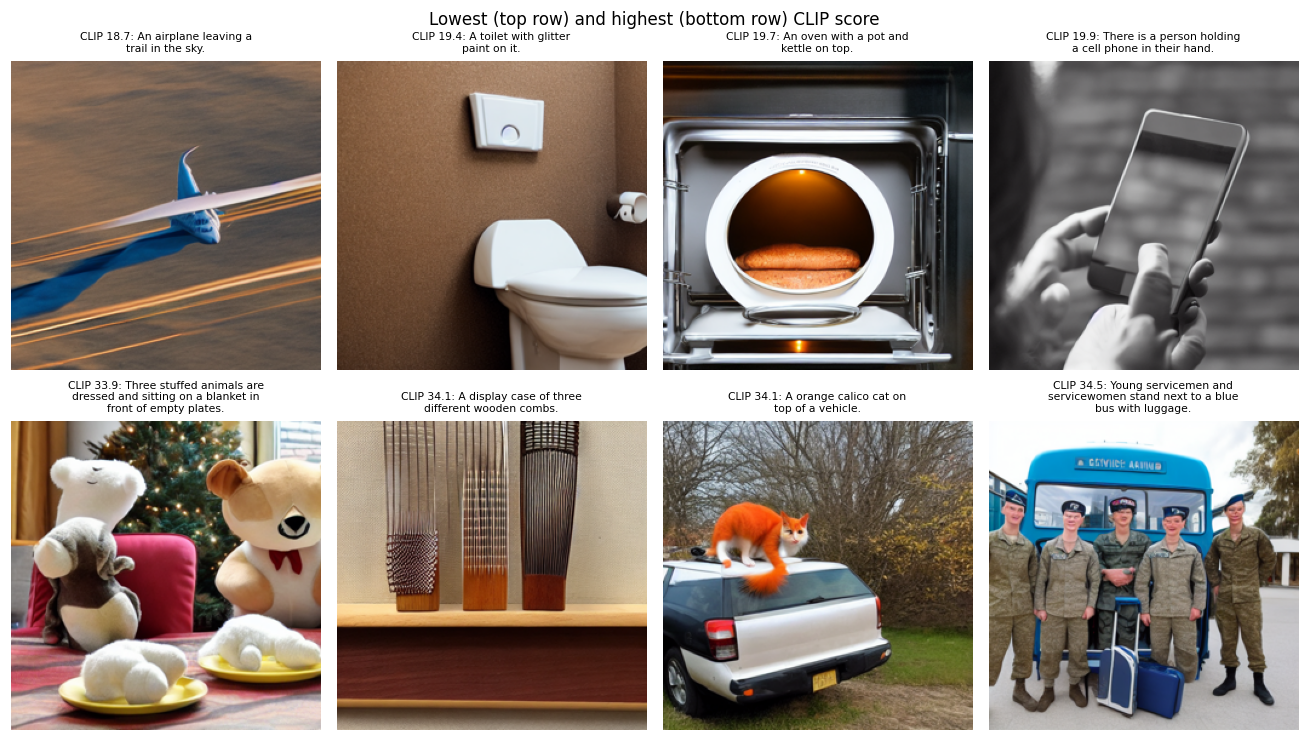 Lowest (top row) and highest (bottom row) CLIP score
CLIP 18.7: An airplane leaving a
trail in the sky.
CLIP 19.4: A toilet with glitter
paint on it.
CLIP 19.7: An oven with a pot and
kettle on top.
CLIP 19.9: There is a person holding
a cell phone in their hand.
CLIP 33.9: Three stuffed animals are
dressed and sitting on a blanket in
front of empty plates.
CLIP 34.1: A display case of three
different wooden combs.
CLIP 34.1: A orange calico cat on
top of a vehicle.
CLIP 34.5: Young servicemen and
servicewomen stand next to a blue
bus with luggage.